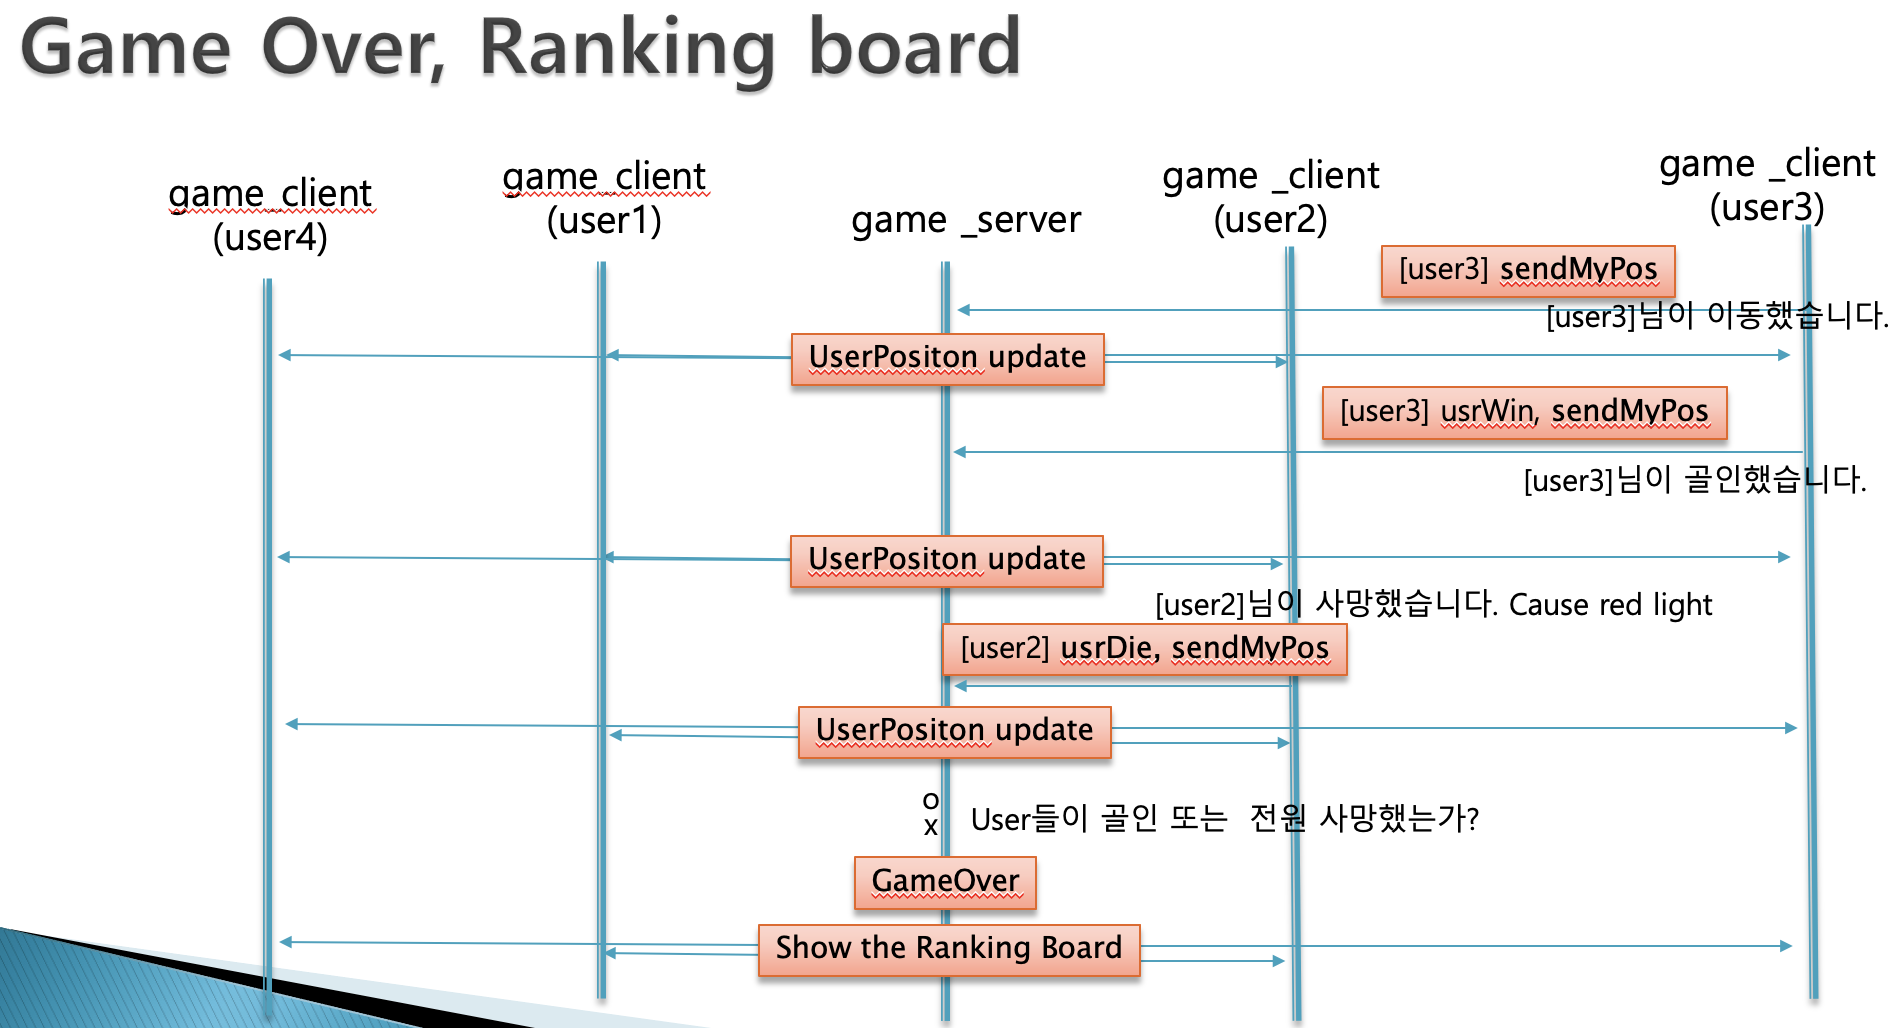 Game Over, Ranking board
game_client
(user4)
game_client
(user1)
game _server
game _client
(user2)
game _client
(user3)
[user3] sendMyPos
[user3]님이 이동했습니다.
UserPositon update
[user3] usrWin, sendMyPos
[user3]님이 골인했습니다.
UserPositon update
[user2]님이 사망했습니다. Cause red light
[user2] usrDie, sendMyPos
UserPositon update
O
X
User들이 골인 또는 전원 사망했는가?
GameOver
Show the Ranking Board